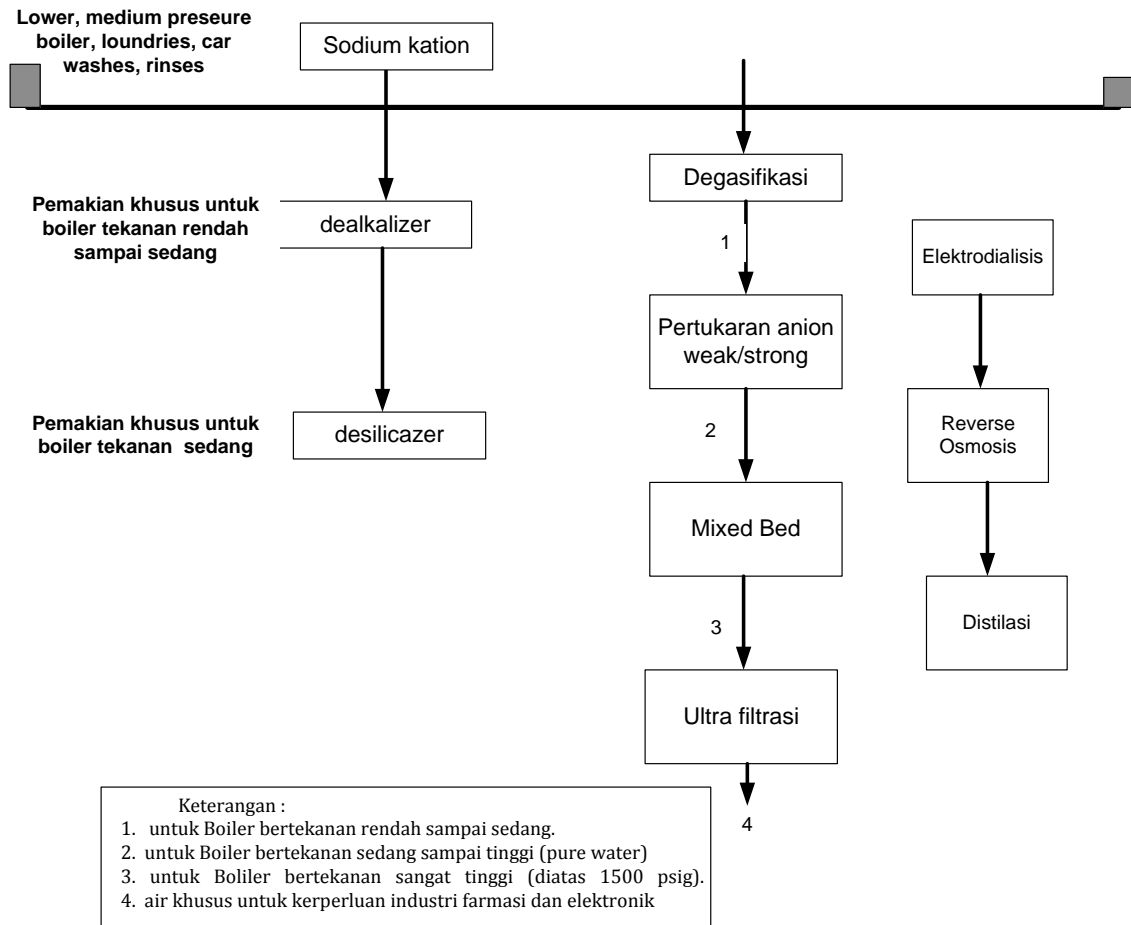 Lower, medium preseure
boiler, loundries, car
washes, rinses
Sodium kation
Degasifikasi
Pemakian khusus untuk
boiler tekanan rendah
sampai sedang
dealkalizer
1
Elektrodialisis
Pertukaran anion
weak/strong
Pemakian khusus untuk
boiler tekanan sedang
desilicazer
2
Reverse
Osmosis
Mixed Bed
3
Distilasi
Ultra filtrasi
4
Keterangan :
1. untuk Boiler bertekanan rendah sampai sedang.
2. untuk Boiler bertekanan sedang sampai tinggi (pure water)
3. untuk Boliler bertekanan sangat tinggi (diatas 1500 psig).
4. air khusus untuk kerperluan industri farmasi dan elektronik